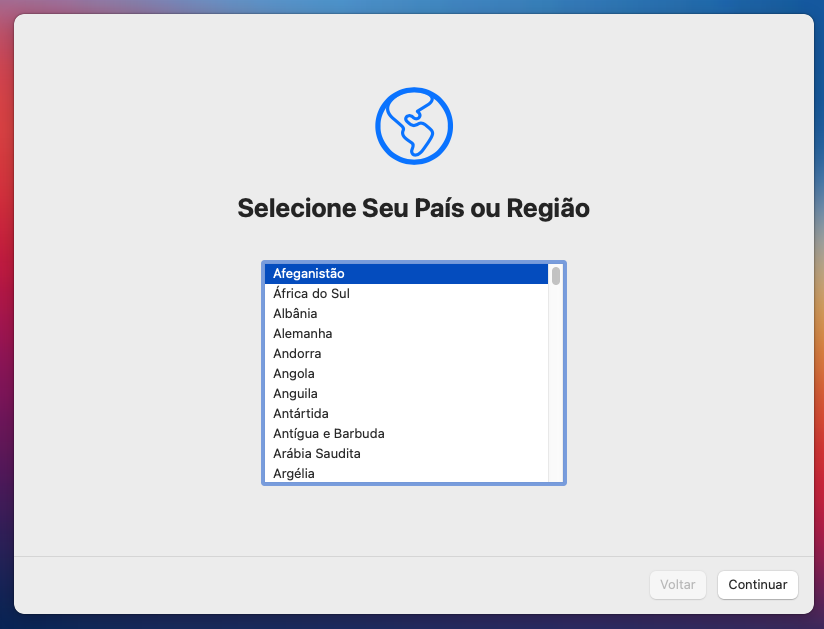 Selecione Seu País ou Região
Afeganistão
África do Sul
Albânia
Alemanha
Andorra
Angola
Anguila
Antártida
Antígua e Barbuda
Arábia Saudita
Argélia
Voltar
Continuar